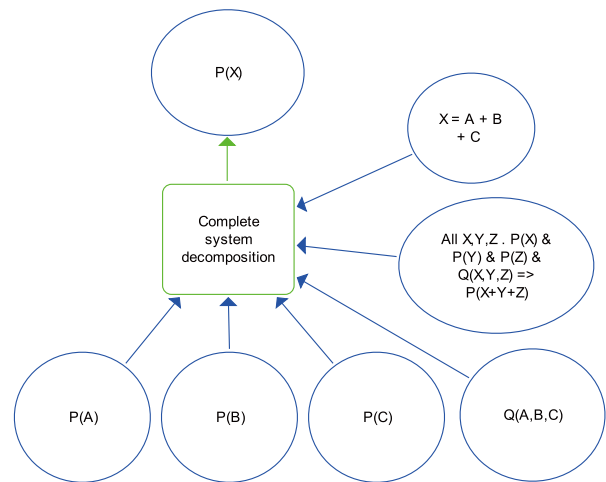 P(X)
X = A + B
+ C
Complete
system
decomposition
All X,Y,Z . P(X) &
P(Y) & P(Z) &
Q(X,Y,Z) =>
P(X+Y+Z)
P(A)
P(B)
P(C)
Q(A,B,C)